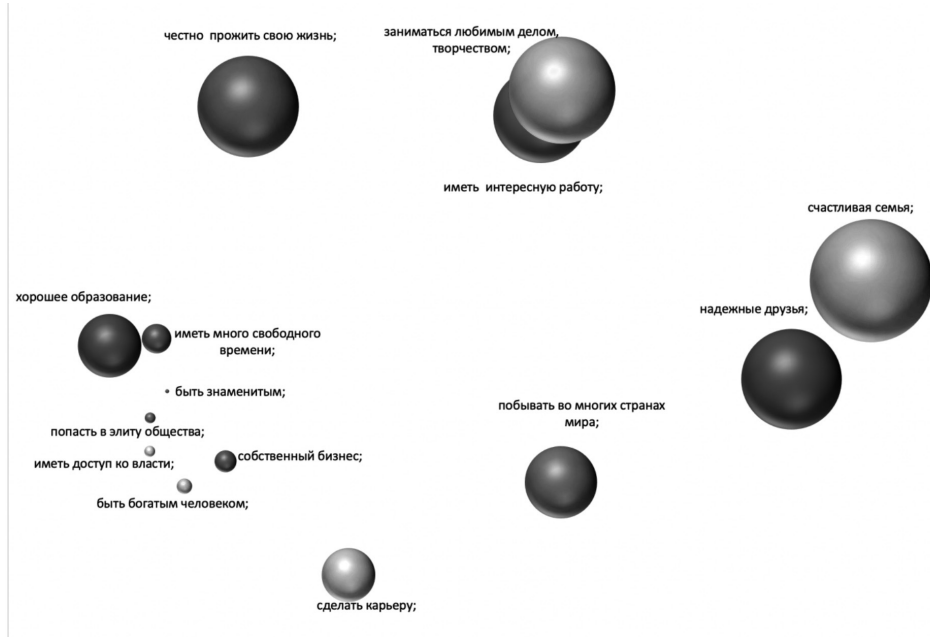 честно  прожить свою жизнь;
заниматься любимым делом,
творчеством;
иметь  интересную работу;
счастливая семья;
надежные друзья;
хорошее образование;
иметь много свободного
времени;
быть знаменитым;
попасть в элиту общества;
иметь доступ ко власти;
собственный бизнес;
быть богатым человеком;
побывать во многих странах
мира;
сделать карьеру;